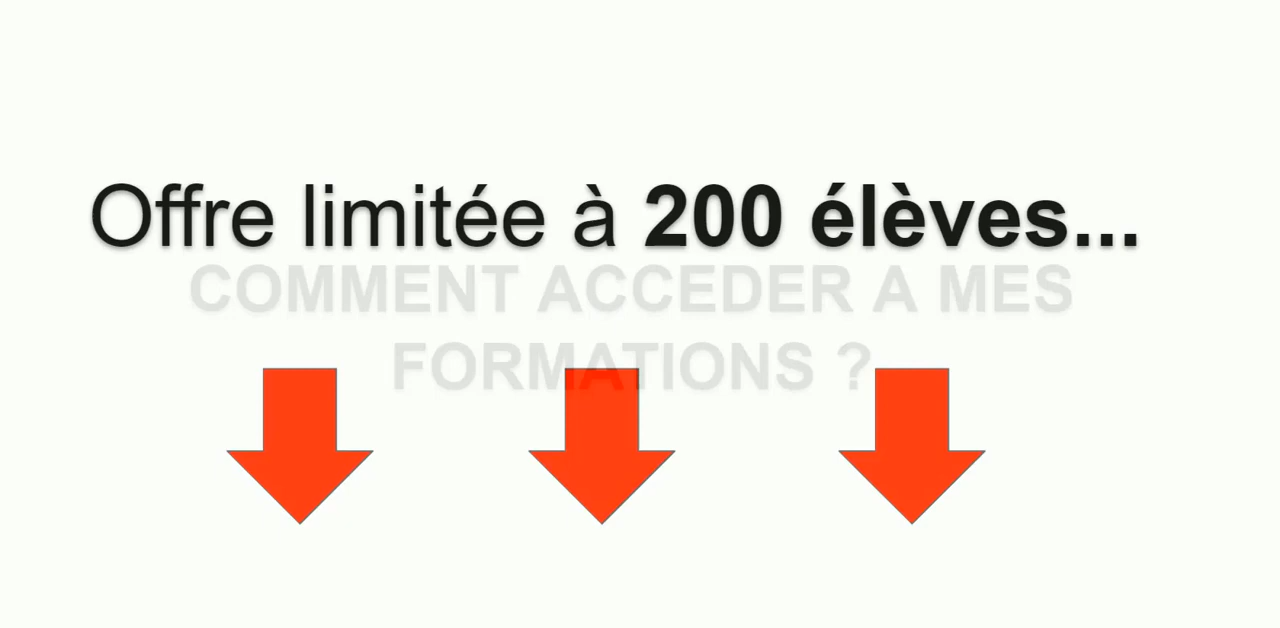 Offre limitée à 200 élèves...
COMMENT ACCEDER A MES
FORMATIONS ?